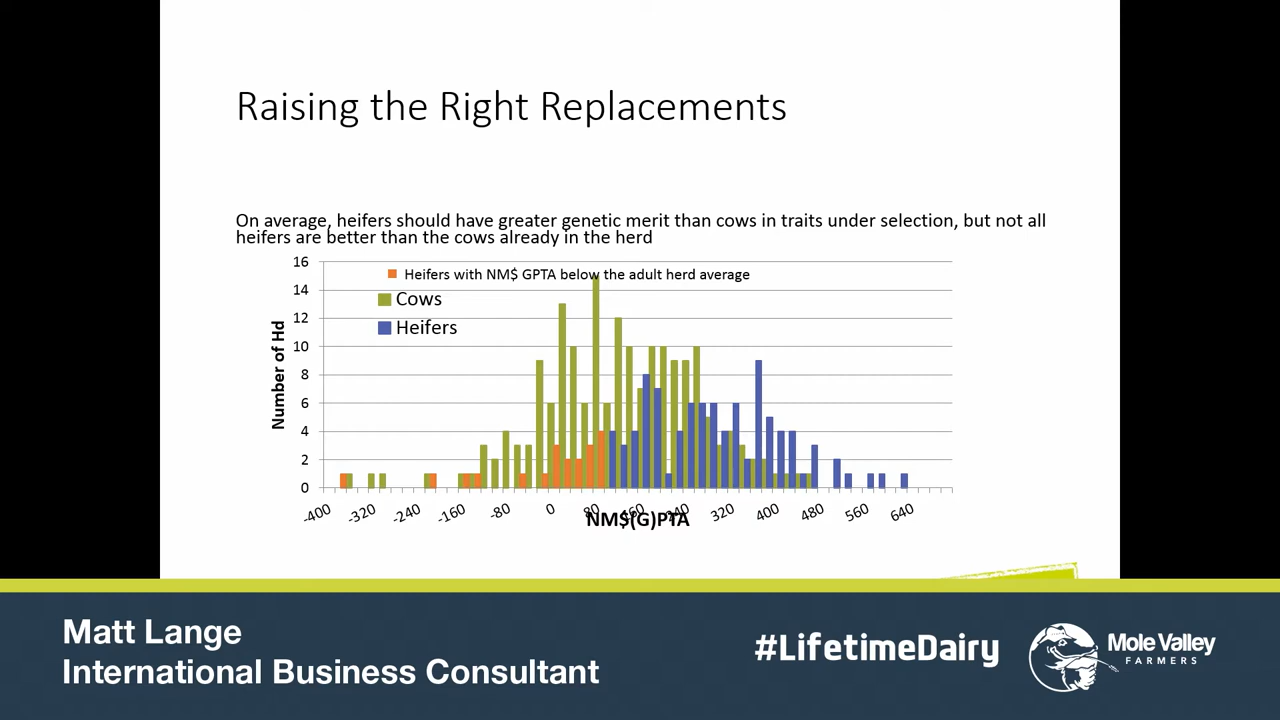 Raising the Right Replacements
On average, heifers should have greater genetic merit than cows in traits under selection, but not all
heifers are better than the cows already in the herd
Number of Hd
16
14
12
10
8
6
4
2
0
Heifers with NM$ GPTA below the adult herd average
Cows
Heifers
-400 -320 -240 -160 -80 0 80 160 240 320 400 480 560 640
NM$(G)PTA
Matt Lange
International Business Consultant
#LifetimeDairy
Mole Valley
FARMERS